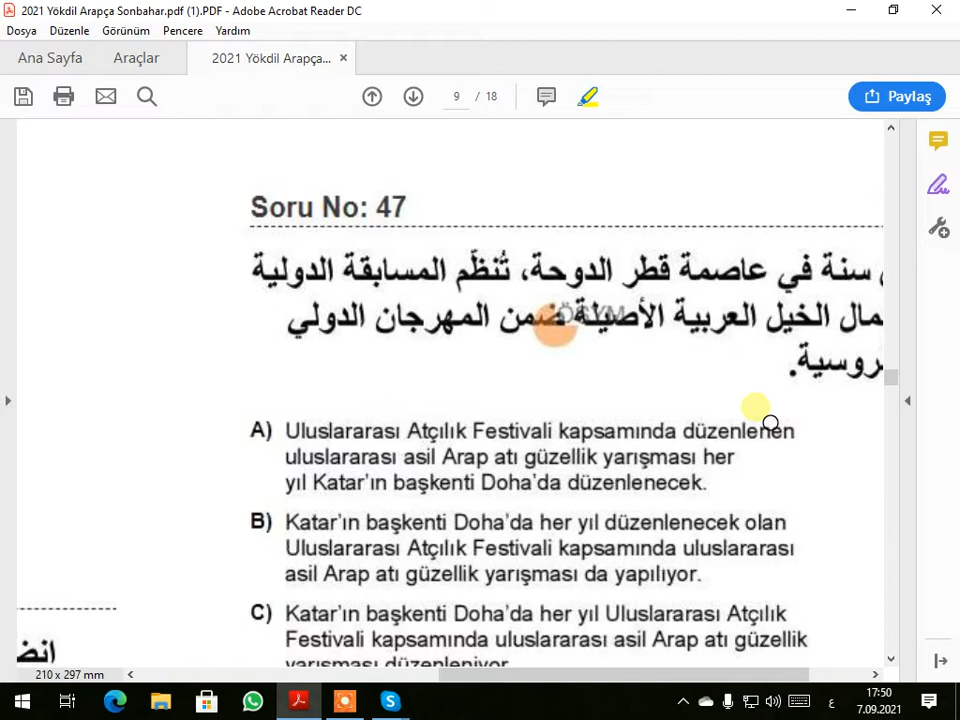 2021 Yökdil Arapça Sonbahar.pdf (1).PDF - Adobe Acrobat Reader DC
Dosya Düzenle Görünüm Pencere Yardım
Ana Sayfa Araçlar 2021 Yökdil Arapça...
9 / 18 Paylaş
Soru No: 47
سنة في عاصمة قطر الدوحة، تُنظَّم المسابقة الدولية
مال الخيل العربية الأصيلة ضمن المهرجان الدولي
روسية.
ÖSYM
A) Uluslararası Atçılık Festivali kapsamında düzenlenen
uluslararası asil Arap atı güzellik yarışması her
yıl Katar'ın başkenti Doha'da düzenlenecek.
B) Katar'ın başkenti Doha'da her yıl düzenlenecek olan
Uluslararası Atçılık Festivali kapsamında uluslararası
asil Arap atı güzellik yarışması da yapılıyor.
C) Katar'ın başkenti Doha'da her yıl Uluslararası Atçılık
Festivali kapsamında uluslararası asil Arap atı güzellik
yarışması düzenleniyor
انض
210 x 297 mm
17:50
7.09.2021
ع